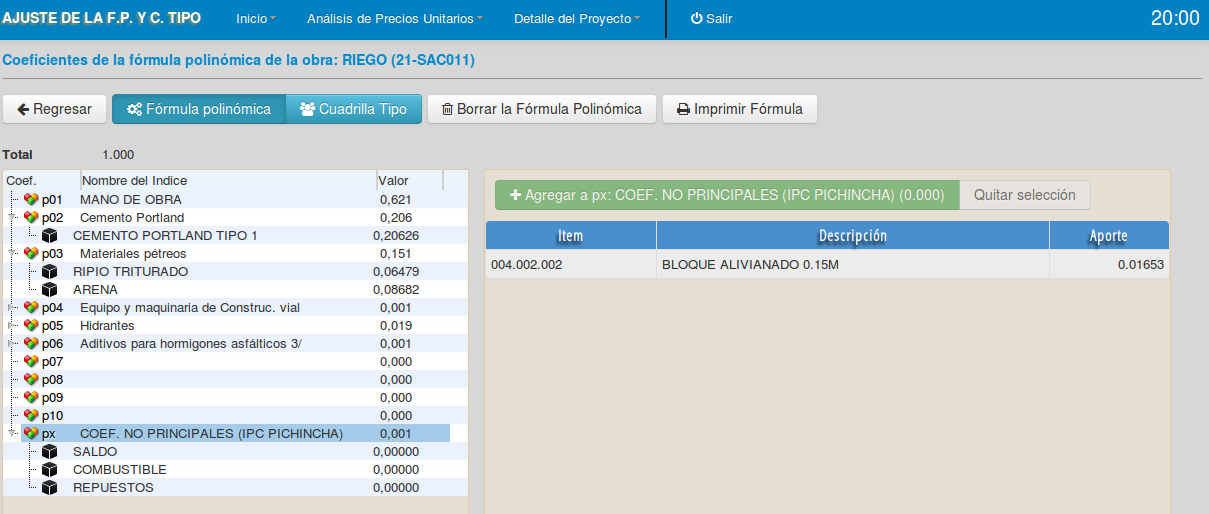 AJUSTE DE LA F.P. Y C. TIPO Inicio Análisis de Precios Unitarios Detalle del Proyecto Salir 20:00
Coeficientes de la fórmula polinómica de la obra: RIEGO (21-SAC011)
Regresar Fórmula polinómica Cuadrilla Tipo Borrar la Fórmula Polinómica Imprimir Fórmula
Total 1.000
Coef. Nombre del Indice Valor
p01 MANO DE OBRA 0,621
p02 Cemento Portland 0,206
CEMENTO PORTLAND TIPO 1 0,20626
p03 Materiales pétreos 0,151
RIPIO TRITURADO 0,06479
ARENA 0,08682
p04 Equipo y maquinaria de Construc. vial 0,001
p05 Hidrantes 0,019
p06 Aditivos para hormigones asfálticos 3/ 0,001
p07 0,000
p08 0,000
p09 0,000
p10 0,000
px COEF. NO PRINCIPALES (IPC PICHINCHA) 0,001
SALDO 0,00000
COMBUSTIBLE 0,00000
REPUESTOS 0,00000
+ Agregar a px: COEF. NO PRINCIPALES (IPC PICHINCHA) (0.000) Quitar selección
Item Descripción Aporte
004.002.002 BLOQUE ALIVIANADO 0.15M 0.01653